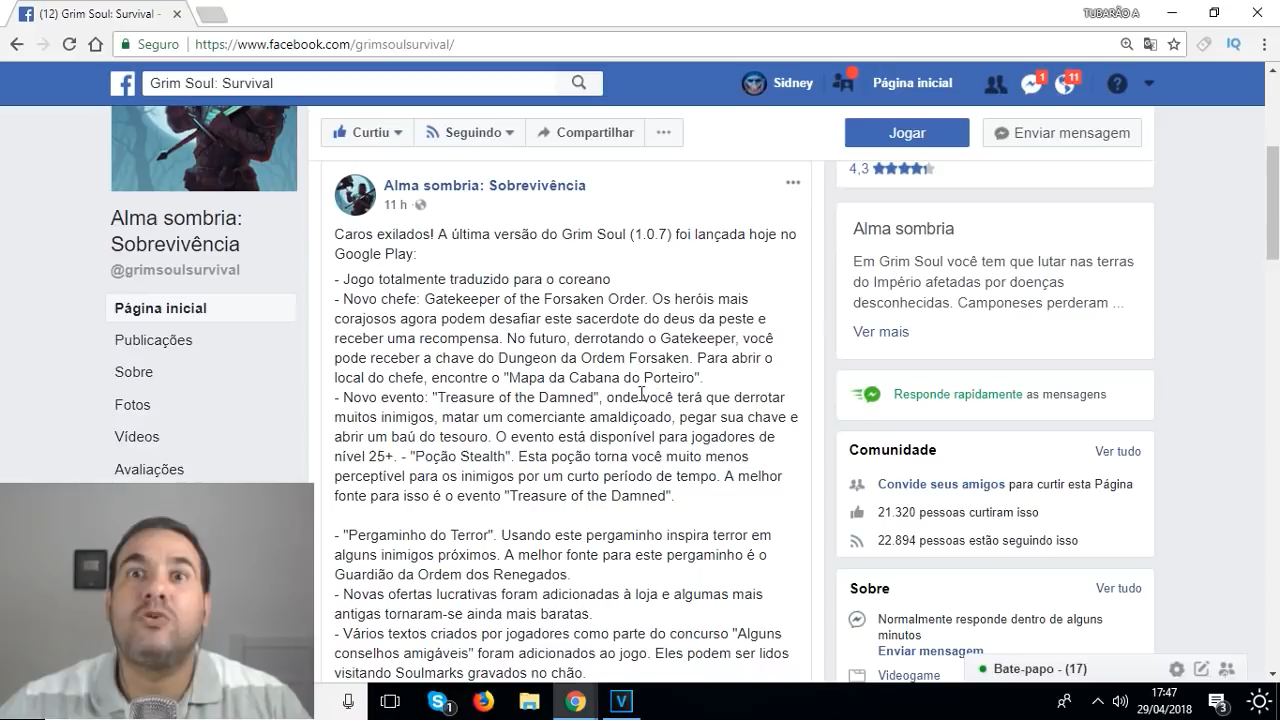 (12) Grim Soul: Survival -
TUBARÃO A
Seguro
https://www.facebook.com/grimsoulsurvival/
Grim Soul: Survival
Sidney
Página inicial
1
11
Curtiu
Seguindo
Compartilhar
Jogar
Enviar mensagem
Alma sombria:
Sobrevivência
@grimsoulsurvival
Página inicial
Publicações
Sobre
Fotos
Vídeos
Avaliações
Alma sombria: Sobrevivência
11 h
Caros exilados! A última versão do Grim Soul (1.0.7) foi lançada hoje no
Google Play:
- Jogo totalmente traduzido para o coreano
- Novo chefe: Gatekeeper of the Forsaken Order. Os heróis mais
corajosos agora podem desafiar este sacerdote do deus da peste e
receber uma recompensa. No futuro, derrotando o Gatekeeper, você
pode receber a chave do Dungeon da Ordem Forsaken. Para abrir o
local do chefe, encontre o "Mapa da Cabana do Porteiro".
- Novo evento: "Treasure of the Damned", onde você terá que derrotar
muitos inimigos, matar um comerciante amaldiçoado, pegar sua chave e
abrir um baú do tesouro. O evento está disponível para jogadores de
nível 25+. - "Poção Stealth". Esta poção torna você muito menos
perceptível para os inimigos por um curto período de tempo. A melhor
fonte para isso é o evento "Treasure of the Damned".
- "Pergaminho do Terror". Usando este pergaminho inspira terror em
alguns inimigos próximos. A melhor fonte para este pergaminho é o
Guardião da Ordem dos Renegados.
- Novas ofertas lucrativas foram adicionadas à loja e algumas mais
antigas tornaram-se ainda mais baratas.
- Vários textos criados por jogadores como parte do concurso "Alguns
conselhos amigáveis" foram adicionados ao jogo. Eles podem ser lidos
visitando Soulmarks gravados no chão.
4,3
Alma sombria
Em Grim Soul você tem que lutar nas terras
do Império afetadas por doenças
desconhecidas. Camponeses perderam ...
Ver mais
Responde rapidamente as mensagens
Comunidade
Ver tudo
Convide seus amigos para curtir esta Página
21.320 pessoas curtiram isso
22.894 pessoas estão seguindo isso
Sobre
Ver tudo
Normalmente responde dentro de alguns
minutos
Enviar mensagem
Videogame
Bate-papo - (17)
17:47
29/04/2018
3